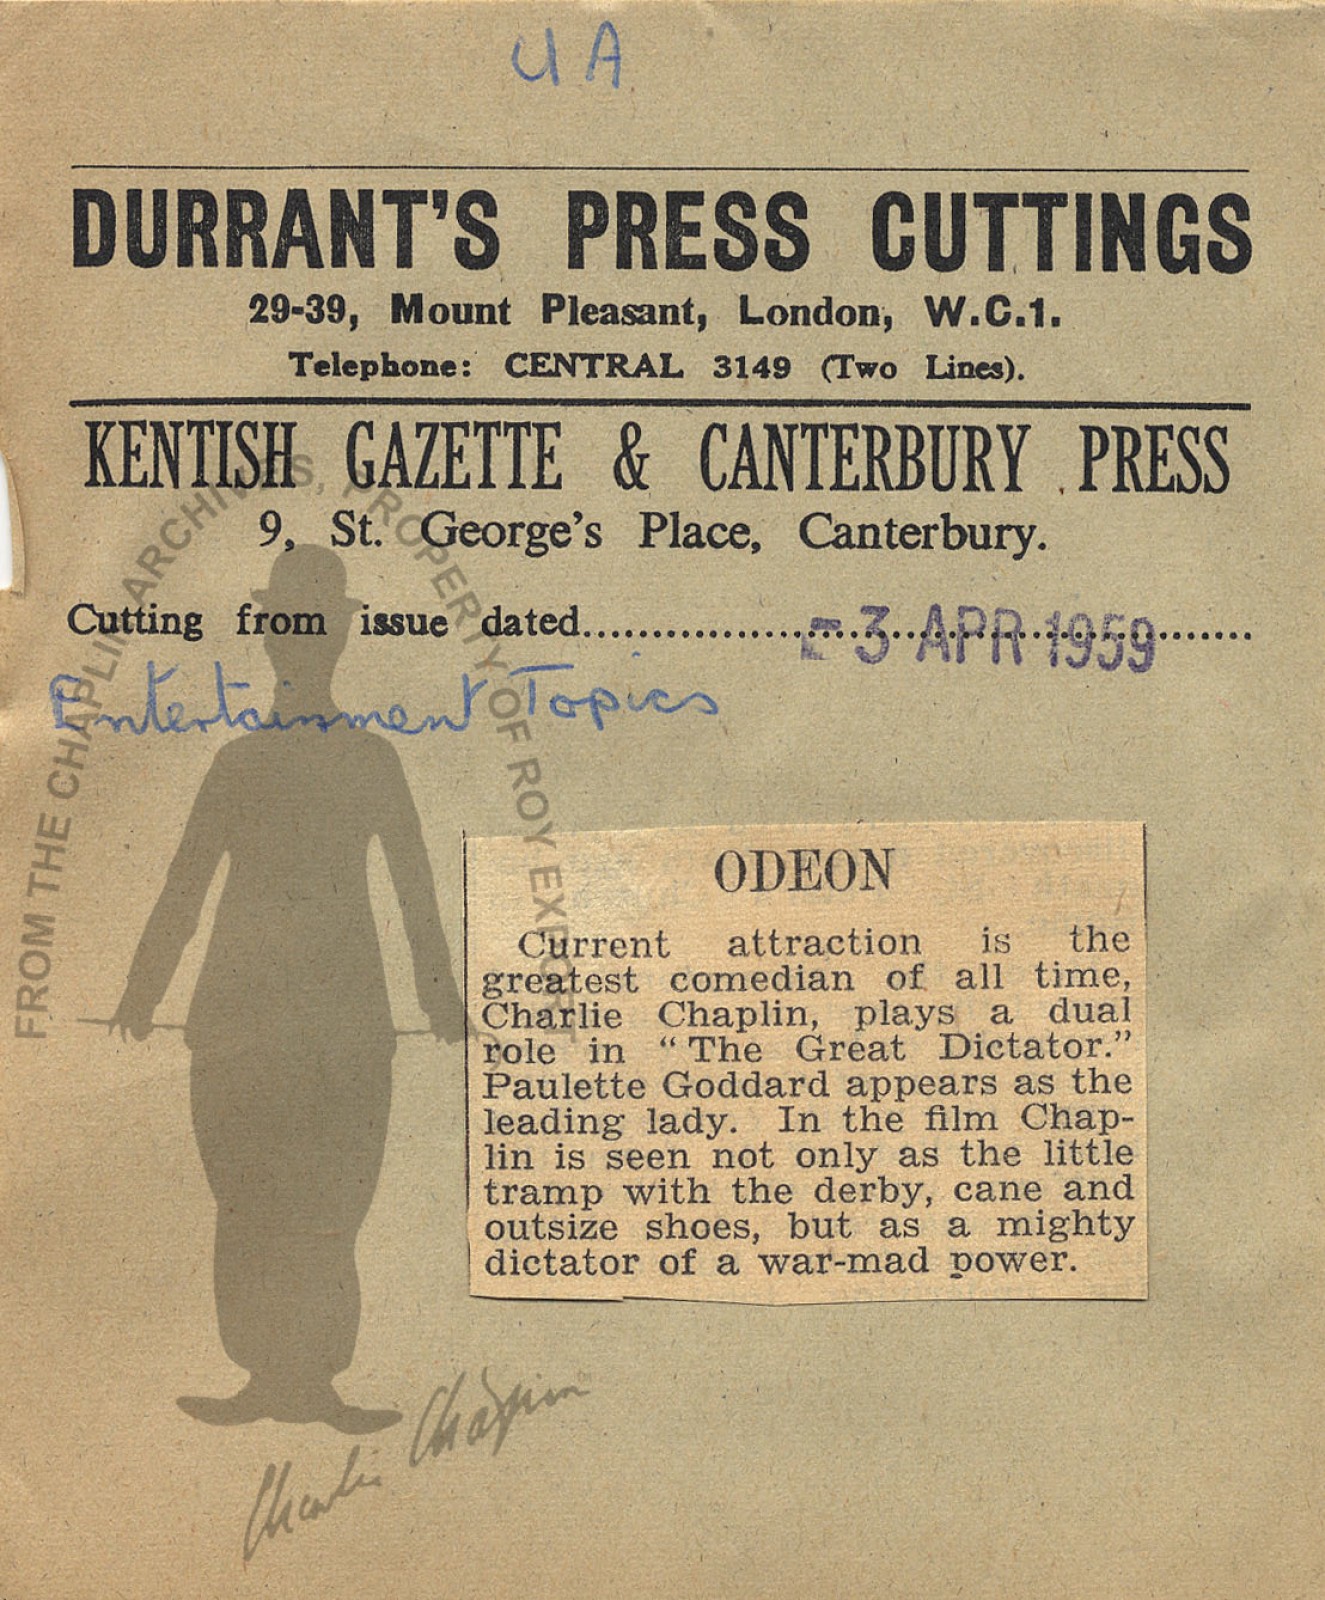 UA
DURRANT'S PRESS CUTTINGS
29-39, Mount Pleasant, London, W.C.1.
Telephone: CENTRAL 3149 (Two Lines).
KENTISH GAZETTE & CANTERBURY PRESS
9, St. George's Place, Canterbury.
Cutting from issue dated - 3 APR 1959
Entertainment Topics
ODEON
Current attraction is the
greatest comedian of all time,
Charlie Chaplin, plays a dual
role in “The Great Dictator.”
Paulette Goddard appears as the
leading lady. In the film Chap-
lin is seen not only as the little
tramp with the derby, cane and
outsize shoes, but as a mighty
dictator of a war-mad power.
FROM THE CHAPLIN ARCHIVES, PROPERTY OF ROY EXPORT
Charlie Chaplin